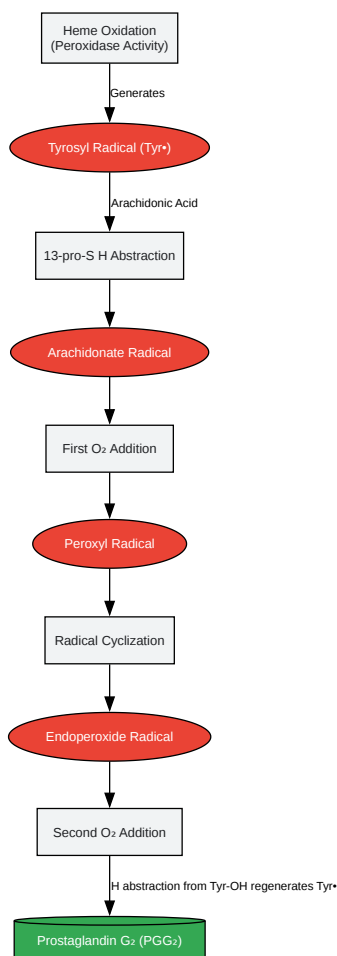 Heme Oxidation
(Peroxidase Activity)
Generates
Tyrosyl Radical (Tyr•)
Arachidonic Acid
13-pro-S H Abstraction
Arachidonate Radical
First O₂ Addition
Peroxyl Radical
Radical Cyclization
Endoperoxide Radical
Second O₂ Addition
H abstraction from Tyr-OH regenerates Tyr•
Prostaglandin G₂ (PGG₂)